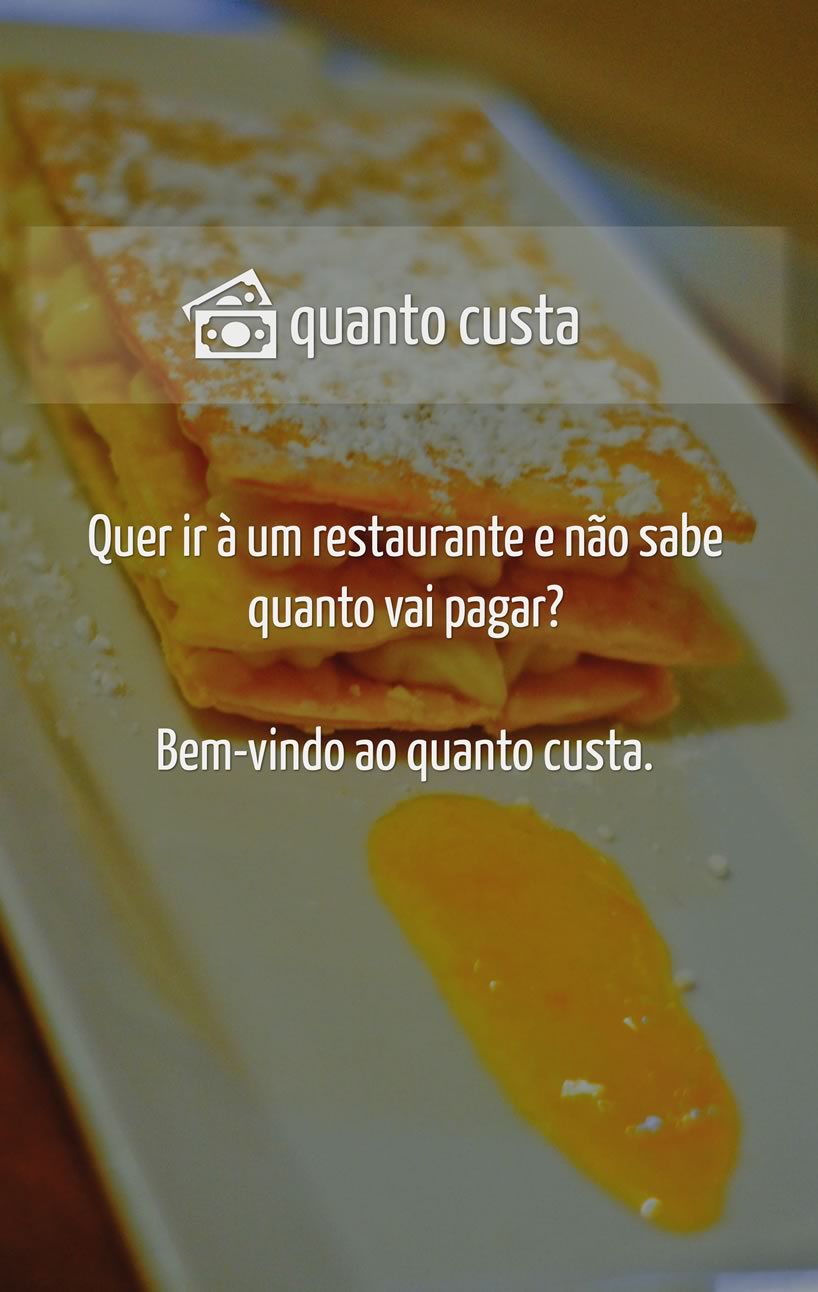 quanto custa
Quer ir à um restaurante e não sabe
quanto vai pagar?
Bem-vindo ao quanto custa.